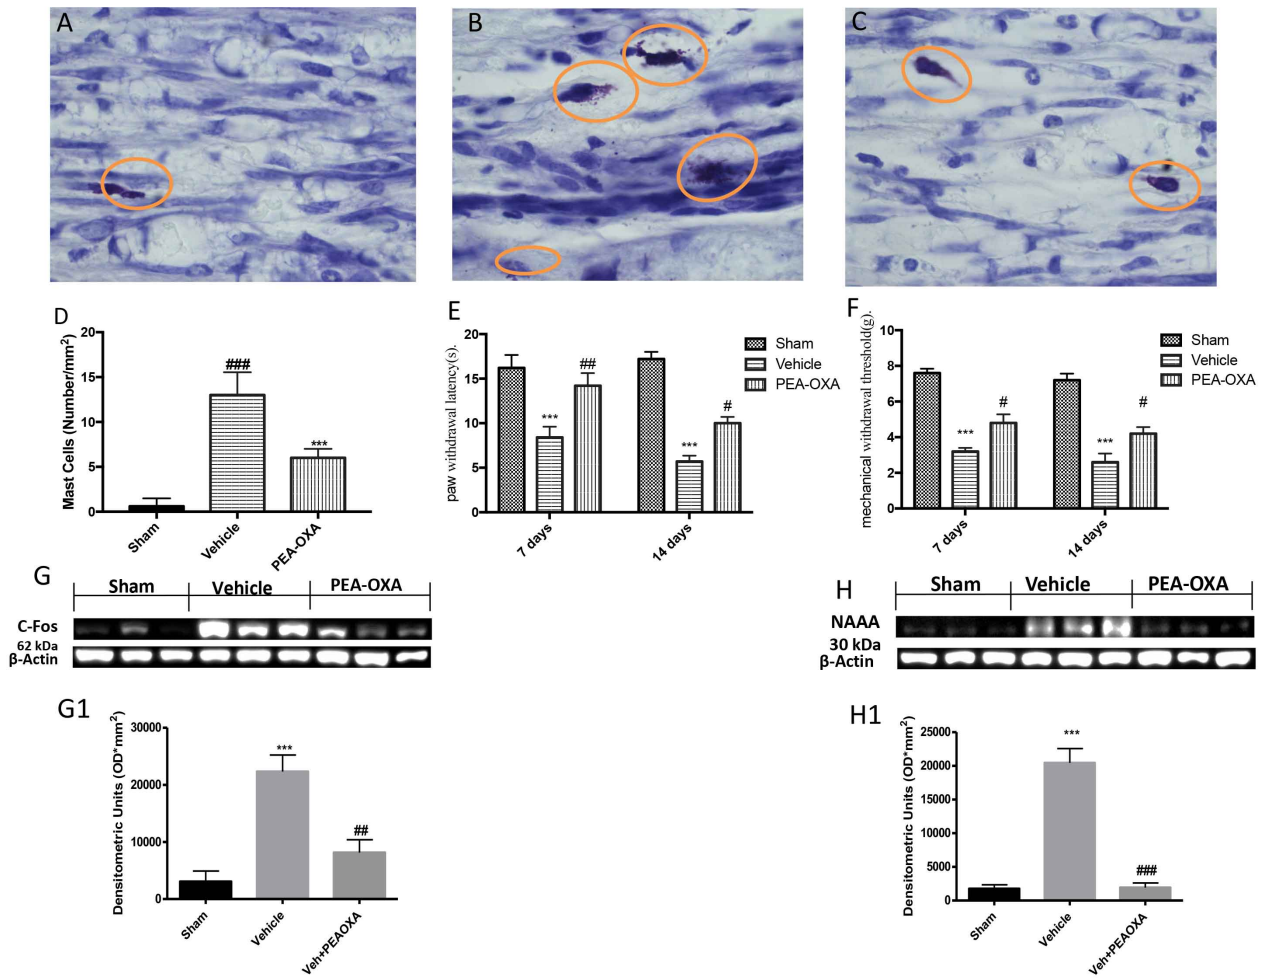 A
B
C
D
Mast Cells (Number/mm2)
20
15
10
5
0
###
***
Sham
Vehicle
PEA-OXA
E
paw withdrawal latency(s).
20
15
10
5
0
***
##
***
#
7 days
14 days
Sham
Vehicle
PEA-OXA
F
mechanical withdrawal threshold(g).
10
8
6
4
2
0
***
#
***
#
7 days
14 days
Sham
Vehicle
PEA-OXA
G
Sham Vehicle PEA-OXA
C-Fos
62 kDa
β-Actin
H
Sham Vehicle PEA-OXA
NAAA
30 kDa
β-Actin
G1
Densitometric Units (OD*mm2)
30000
20000
10000
0
***
##
Sham
Vehicle
Veh+PEAOXA
H1
Densitometric Units (OD*mm2)
25000
20000
15000
10000
5000
0
***
###
Sham
Vehicle
Veh+PEAOXA